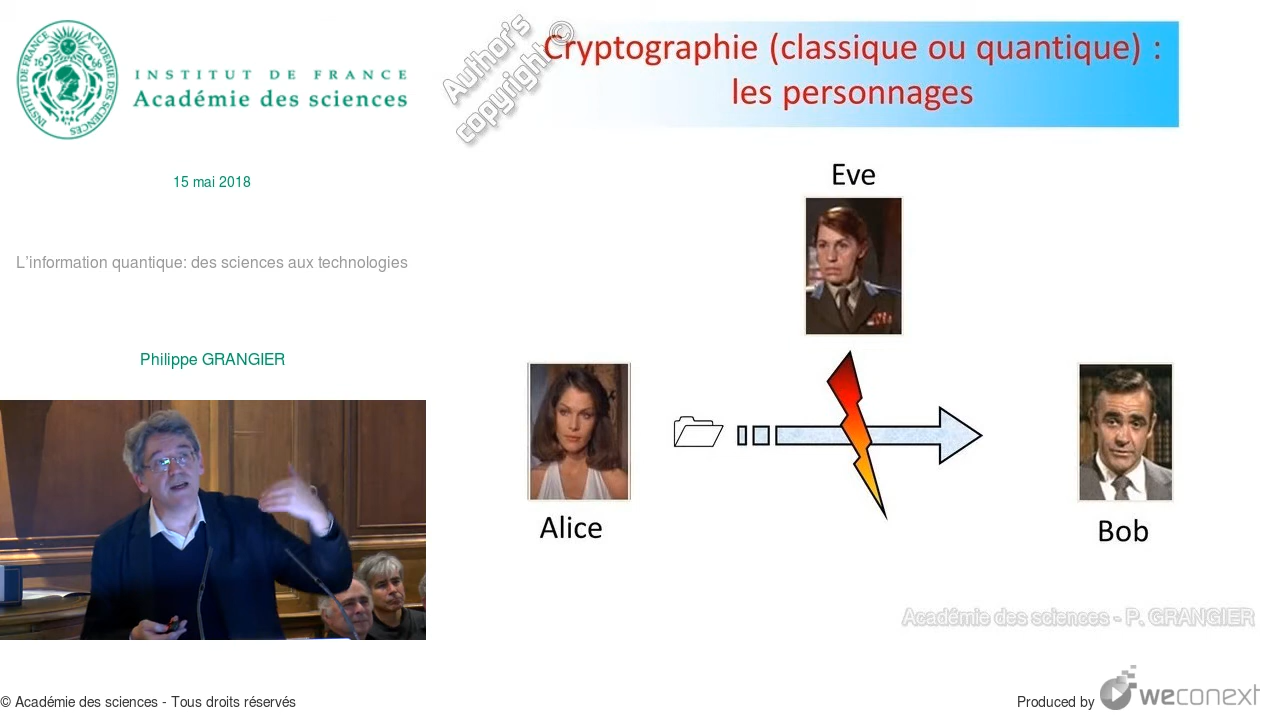 INSTITUT DE FRANCE
Académie des sciences
15 mai 2018
L'information quantique: des sciences aux technologies
Philippe GRANGIER
Author's
copyright ©
Cryptographie (classique ou quantique) :
les personnages
Eve
Alice
Bob
Académie des sciences - P. GRANGIER
© Académie des sciences - Tous droits réservés
Produced by weconext